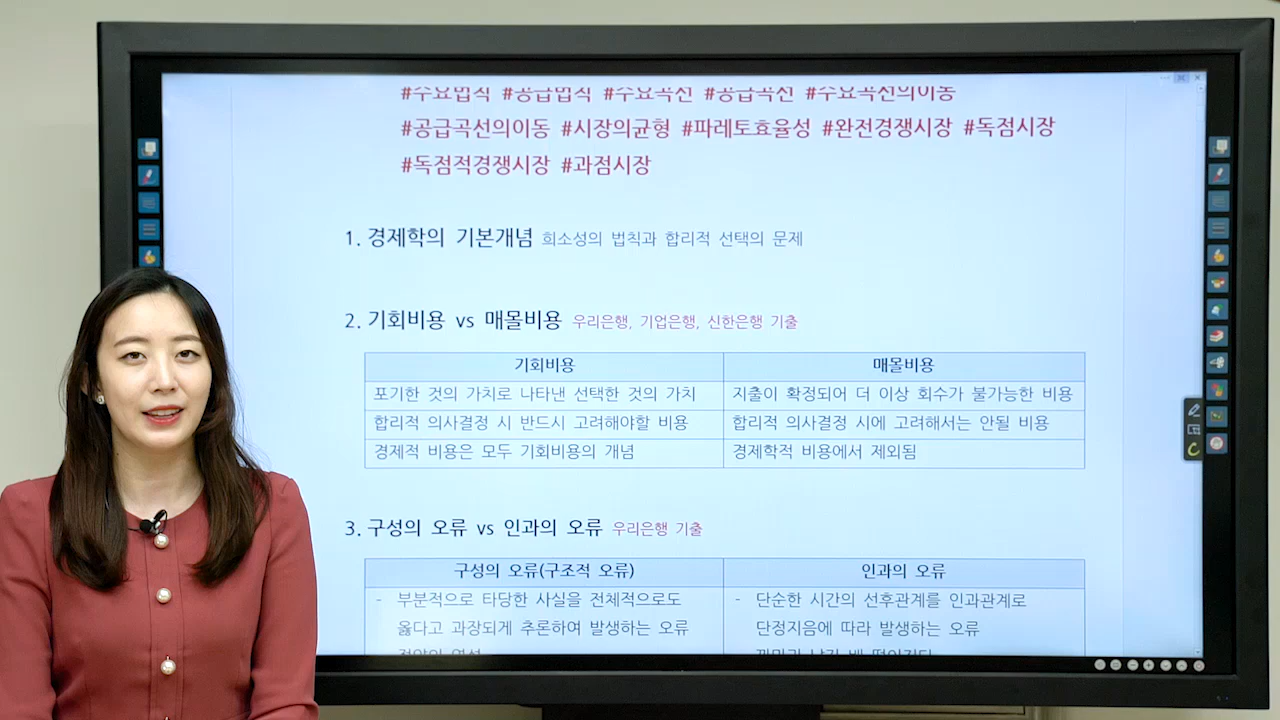 #수요법칙 #공급법칙 #수요곡선 #공급곡선 #수요곡선의이동
#공급곡선의이동 #시장의균형 #파레토효율성 #완전경쟁시장 #독점시장
#독점적경쟁시장 #과점시장
1. 경제학의 기본개념 희소성의 법칙과 합리적 선택의 문제
2. 기회비용 vs 매몰비용 우리은행, 기업은행, 신한은행 기출
기회비용 매몰비용
포기한 것의 가치로 나타낸 선택한 것의 가치 지출이 확정되어 더 이상 회수가 불가능한 비용
합리적 의사결정 시 반드시 고려해야할 비용 합리적 의사결정 시에 고려해서는 안될 비용
경제적 비용은 모두 기회비용의 개념 경제학적 비용에서 제외됨
3. 구성의 오류 vs 인과의 오류 우리은행 기출
구성의 오류(구조적 오류) 인과의 오류
- 부분적으로 타당한 사실을 전체적으로도 - 단순한 시간의 선후관계를 인과관계로
옳다고 과장되게 추론하여 발생하는 오류 단정지음에 따라 발생하는 오류